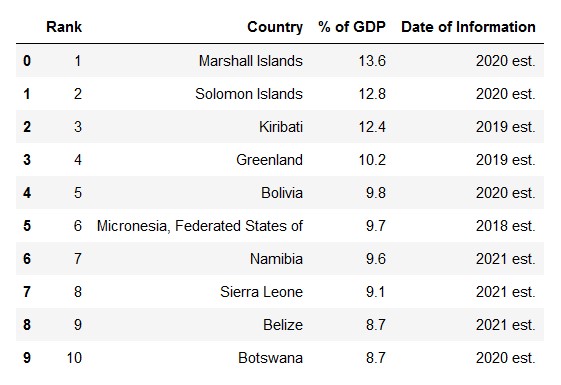 Rank Country % of GDP Date of Information
0 1 Marshall Islands 13.6 2020 est.
1 2 Solomon Islands 12.8 2020 est.
2 3 Kiribati 12.4 2019 est.
3 4 Greenland 10.2 2019 est.
4 5 Bolivia 9.8 2020 est.
5 6 Micronesia, Federated States of 9.7 2018 est.
6 7 Namibia 9.6 2021 est.
7 8 Sierra Leone 9.1 2021 est.
8 9 Belize 8.7 2021 est.
9 10 Botswana 8.7 2020 est.